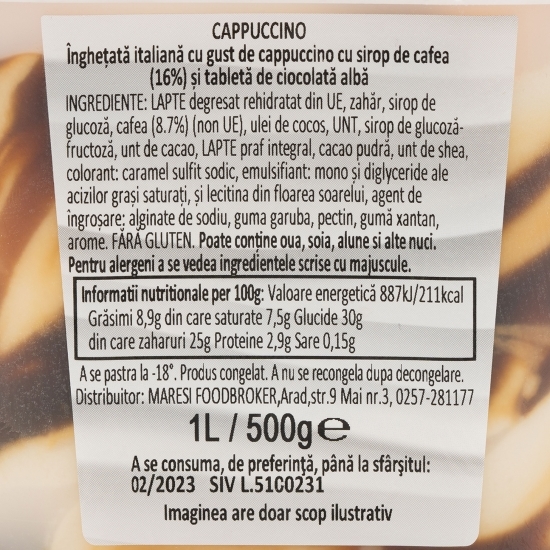 CAPPUCCINO
Înghețată italiană cu gust de cappuccino cu sirop de cafea
(16%) și tabletă de ciocolată albă
INGREDIENTE: LAPTE degresat rehidratat din UE, zahăr, sirop de
glucoză, cafea (8.7%) (non UE), ulei de cocos, UNT, sirop de glucoză-
fructoză, unt de cacao, LAPTE praf integral, cacao pudră, unt de shea,
colorant: caramel sulfit sodic, emulsifiant: mono și diglyceride ale
acizilor grași saturați, și lecitina din floarea soarelui, agent de
îngroșare: alginate de sodiu, guma garuba, pectin, gumă xantan,
arome. FĂRĂ GLUTEN. Poate conține oua, soia, alune si alte nuci.
Pentru alergeni a se vedea ingredientele scrise cu majuscule.
Informatii nutritionale per 100g: Valoare energetică 887kJ/211kcal
Grăsimi 8,9g din care saturate 7,5g Glucide 30g
din care zaharuri 25g Proteine 2,9g Sare 0,15g
A se pastra la -18°. Produs congelat. A nu se recongela dupa decongelare.
Distribuitor: MARESI FOODBROKER,Arad,str.9 Mai nr.3, 0257-281177
1L / 500g℮
A se consuma, de preferinţă, până la sfârşitul:
02/2023 SIV L.51C0231
Imaginea are doar scop ilustrativ